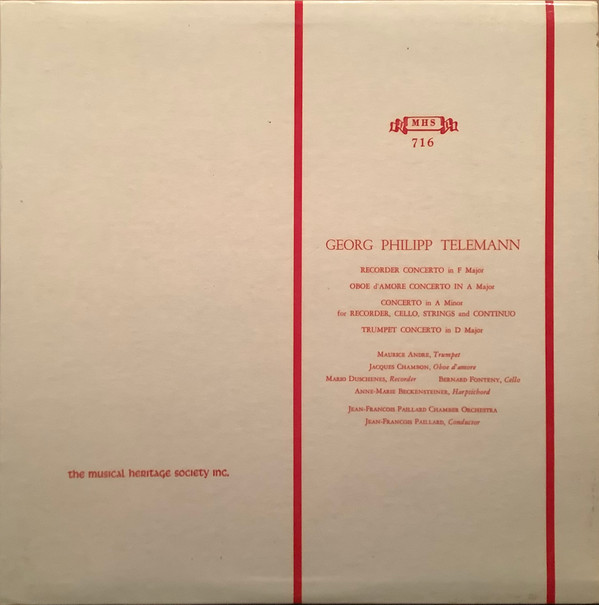 MHS
716
GEORG PHILIPP TELEMANN
RECORDER CONCERTO in F Major
OBOE d'AMORE CONCERTO IN A Major
CONCERTO in A Minor
for RECORDER, CELLO, STRINGS and CONTINUO
TRUMPET CONCERTO in D Major
MAURICE ANDRE, Trumpet
JACQUES CHAMBON, Oboe d'amore
MARIO DUSCHENES, Recorder BERNARD FONTENY, Cello
ANNE-MARIE BECKENSTEINER, Harpsichord
JEAN-FRANCOIS PAILLARD CHAMBER ORCHESTRA
JEAN-FRANCOIS PAILLARD, Conductor
the musical heritage society inc.